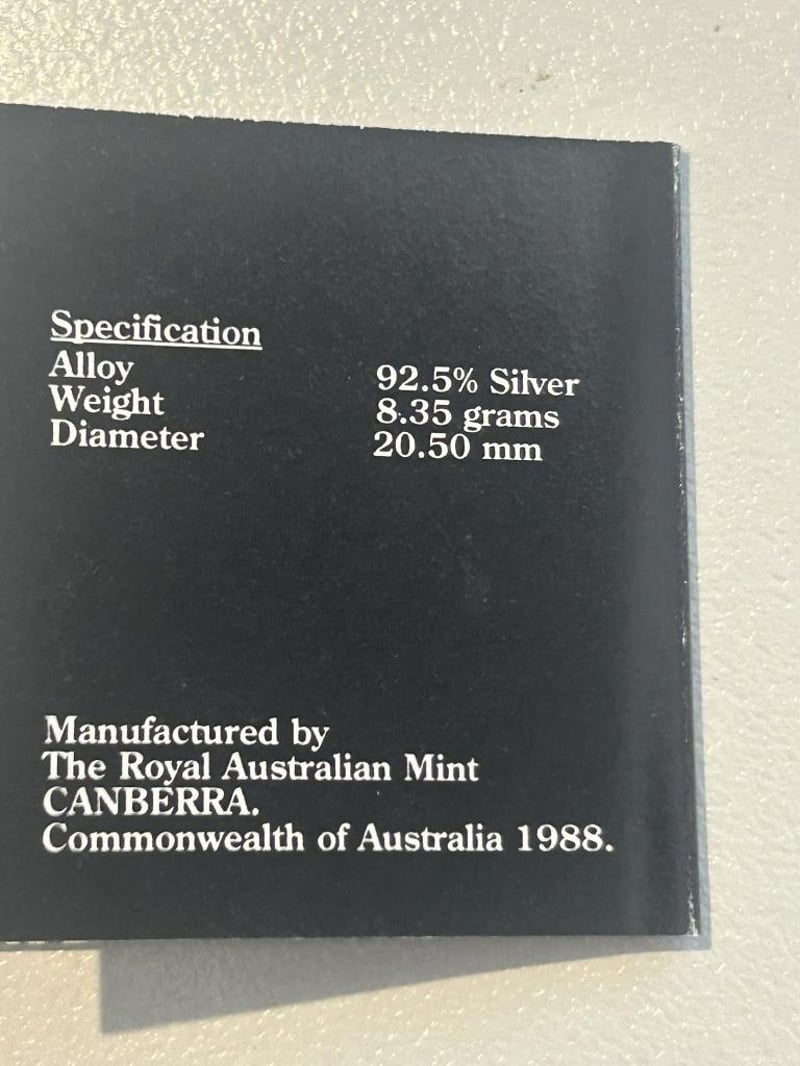 Specification
Alloy 92.5% Silver
Weight 8.35 grams
Diameter 20.50 mm
Manufactured by
The Royal Australian Mint
CANBERRA.
Commonwealth of Australia 1988.